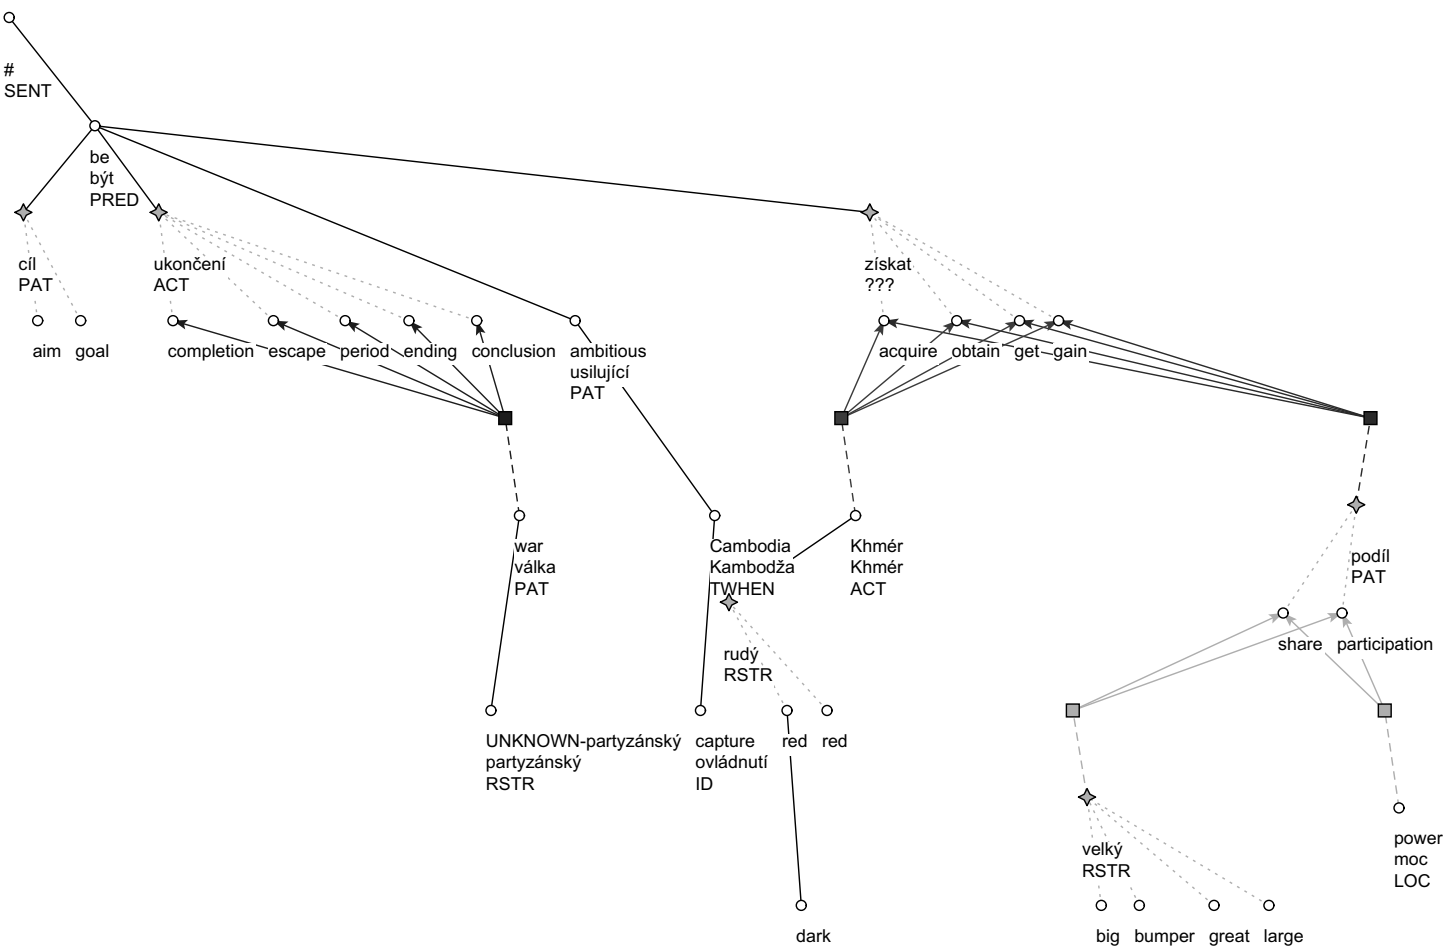 #
SENT
be
být
PRED
cíl
PAT
ukončení
ACT
získat
???
aim
goal
completion
escape
period
ending
conclusion
ambitious
usilující
PAT
acquire
obtain
get
gain
war
válka
PAT
Cambodia
Kambodža
TWHEN
Khmér
Khmér
ACT
podíl
PAT
rudý
RSTR
share
participation
UNKNOWN-partyzánský
partyzánský
RSTR
capture
ovládnutí
ID
red
red
velký
RSTR
power
moc
LOC
dark
big
bumper
great
large